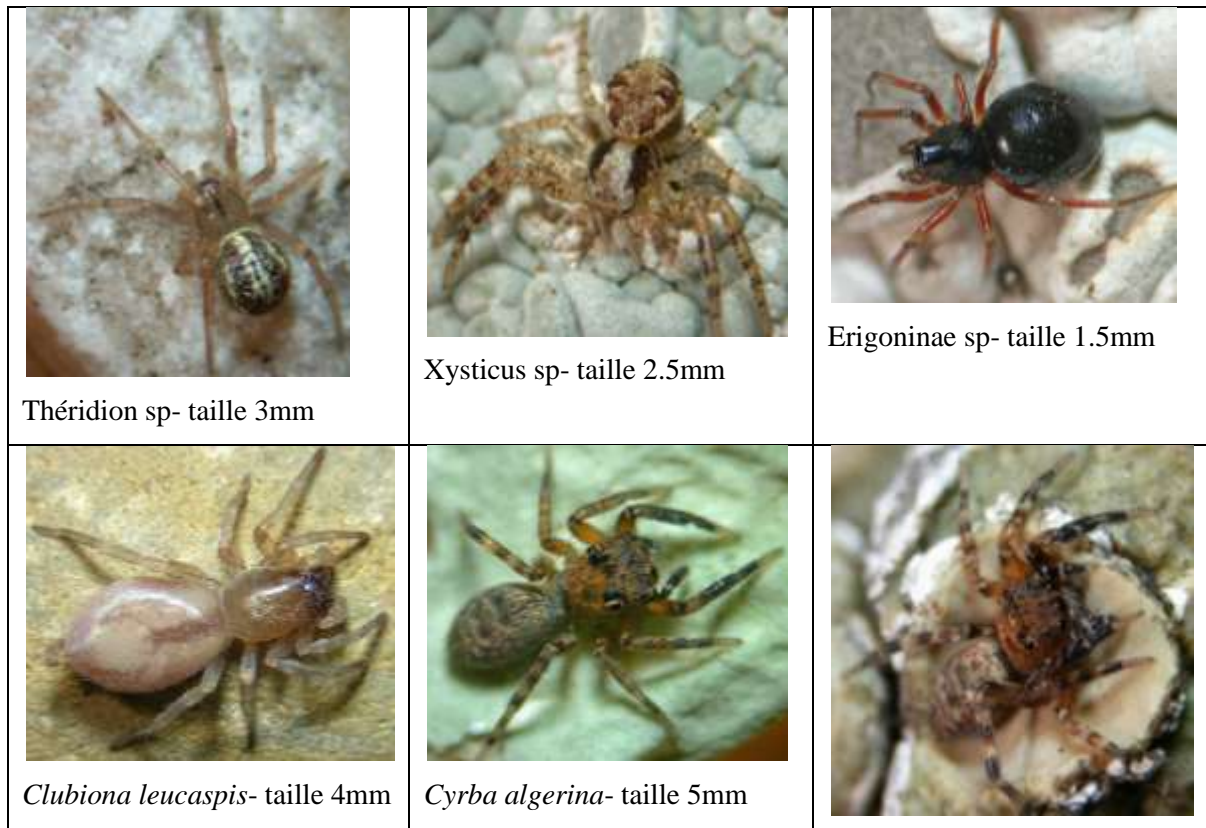 Théridion sp- taille 3mm
Xysticus sp- taille 2.5mm
Erigoninae sp- taille 1.5mm
Clubiona leucaspis- taille 4mm
Cyrba algerina- taille 5mm